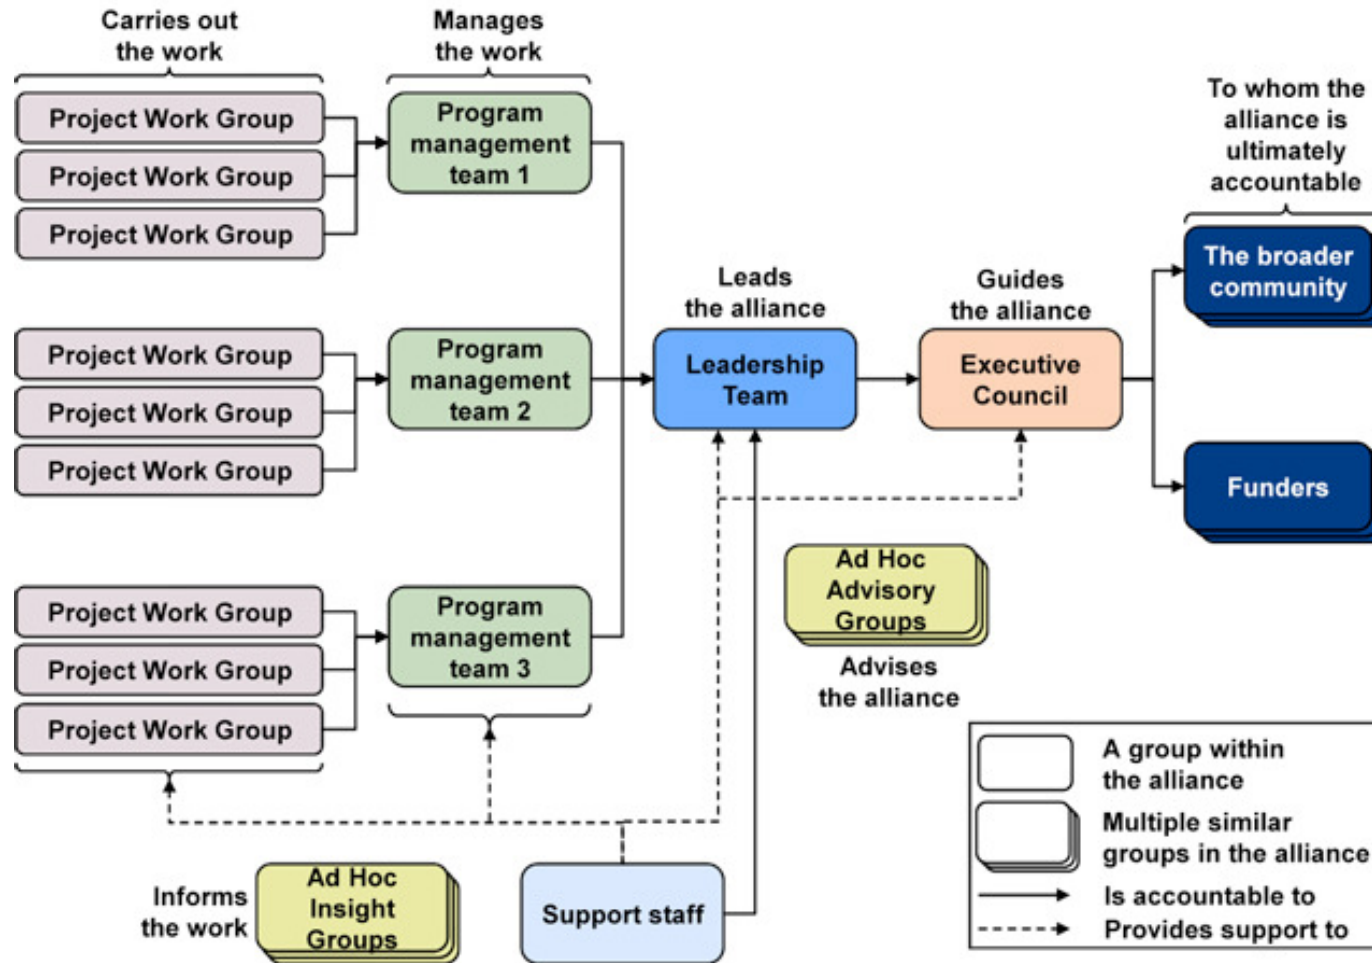 Carries out
the work
Manages
the work
Project Work Group
Project Work Group
Project Work Group
Program
management
team 1
To whom the
alliance is
ultimately
accountable
The broader
community
Leads
the alliance
Guides
the alliance
Project Work Group
Project Work Group
Project Work Group
Program
management
team 2
Leadership
Team
Executive
Council
Funders
Ad Hoc
Advisory
Groups
Advises
the alliance
Project Work Group
Project Work Group
Project Work Group
Program
management
team 3
Informs
the work
Ad Hoc
Insight
Groups
Support staff
A group within
the alliance
Multiple similar
groups in the alliance
Is accountable to
Provides support to